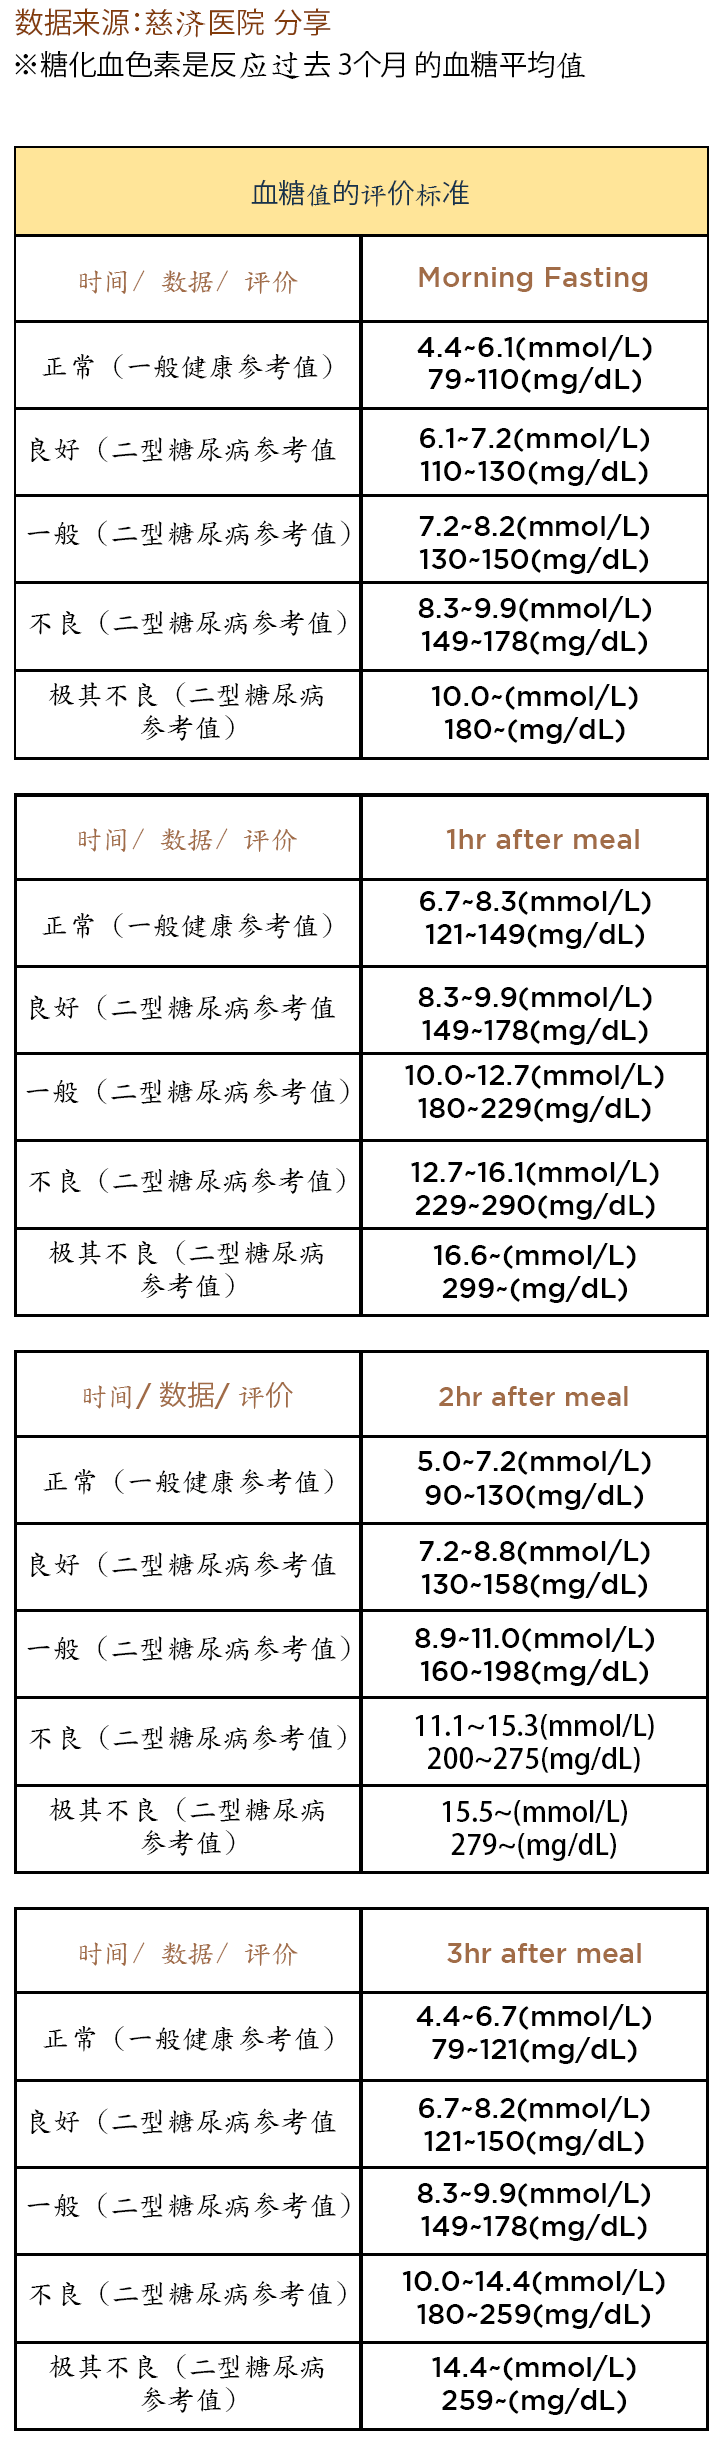 数据来源：慈济医院 分享
※糖化血色素是反应过去 3个月 的血糖平均值
血糖值的评价标准
时间/ 数据/ 评价
Morning Fasting
正常（一般健康参考值）
4.4~6.1(mmol/L)
79~110(mg/dL)
良好（二型糖尿病参考值
6.1~7.2(mmol/L)
110~130(mg/dL)
一般（二型糖尿病参考值）
7.2~8.2(mmol/L)
130~150(mg/dL)
不良（二型糖尿病参考值）
8.3~9.9(mmol/L)
149~178(mg/dL)
极其不良（二型糖尿病
参考值）
10.0~(mmol/L)
180~(mg/dL)
时间/ 数据/ 评价
1hr after meal
正常（一般健康参考值）
6.7~8.3(mmol/L)
121~149(mg/dL)
良好（二型糖尿病参考值
8.3~9.9(mmol/L)
149~178(mg/dL)
一般（二型糖尿病参考值）
10.0~12.7(mmol/L)
180~229(mg/dL)
不良（二型糖尿病参考值）
12.7~16.1(mmol/L)
229~290(mg/dL)
极其不良（二型糖尿病
参考值）
16.6~(mmol/L)
299~(mg/dL)
时间/ 数据/ 评价
2hr after meal
正常（一般健康参考值）
5.0~7.2(mmol/L)
90~130(mg/dL)
良好（二型糖尿病参考值
7.2~8.8(mmol/L)
130~158(mg/dL)
一般（二型糖尿病参考值）
8.9~11.0(mmol/L)
160~198(mg/dL)
不良（二型糖尿病参考值）
11.1~15.3(mmol/L)
200~275(mg/dL)
极其不良（二型糖尿病
参考值）
15.5~(mmol/L)
279~(mg/dL)
时间/ 数据/ 评价
3hr after meal
正常（一般健康参考值）
4.4~6.7(mmol/L)
79~121(mg/dL)
良好（二型糖尿病参考值
6.7~8.2(mmol/L)
121~150(mg/dL)
一般（二型糖尿病参考值）
8.3~9.9(mmol/L)
149~178(mg/dL)
不良（二型糖尿病参考值）
10.0~14.4(mmol/L)
180~259(mg/dL)
极其不良（二型糖尿病
参考值）
14.4~(mmol/L)
259~(mg/dL)